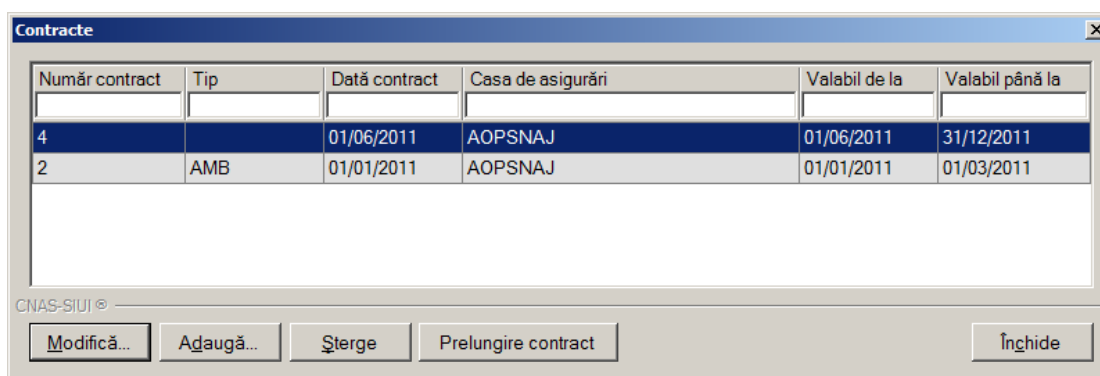 Contracte
Număr contract Tip Dată contract Casa de asigurări Valabil de la Valabil până la
4 01/06/2011 AOPSNAJ 01/06/2011 31/12/2011
2 AMB 01/01/2011 AOPSNAJ 01/01/2011 01/03/2011
CNAS-SIUI ®
Modifică... Adaugă... Şterge Prelungire contract Închide